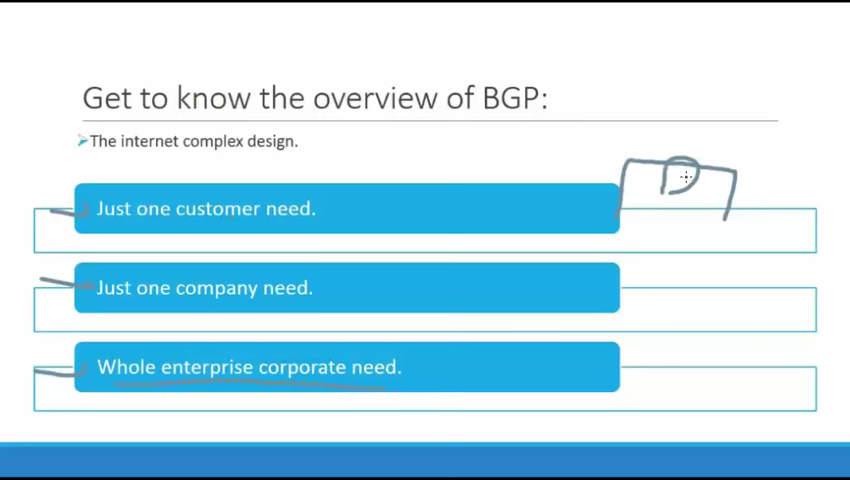 Get to know the overview of BGP:
The internet complex design.
Just one customer need.
Just one company need.
Whole enterprise corporate need.